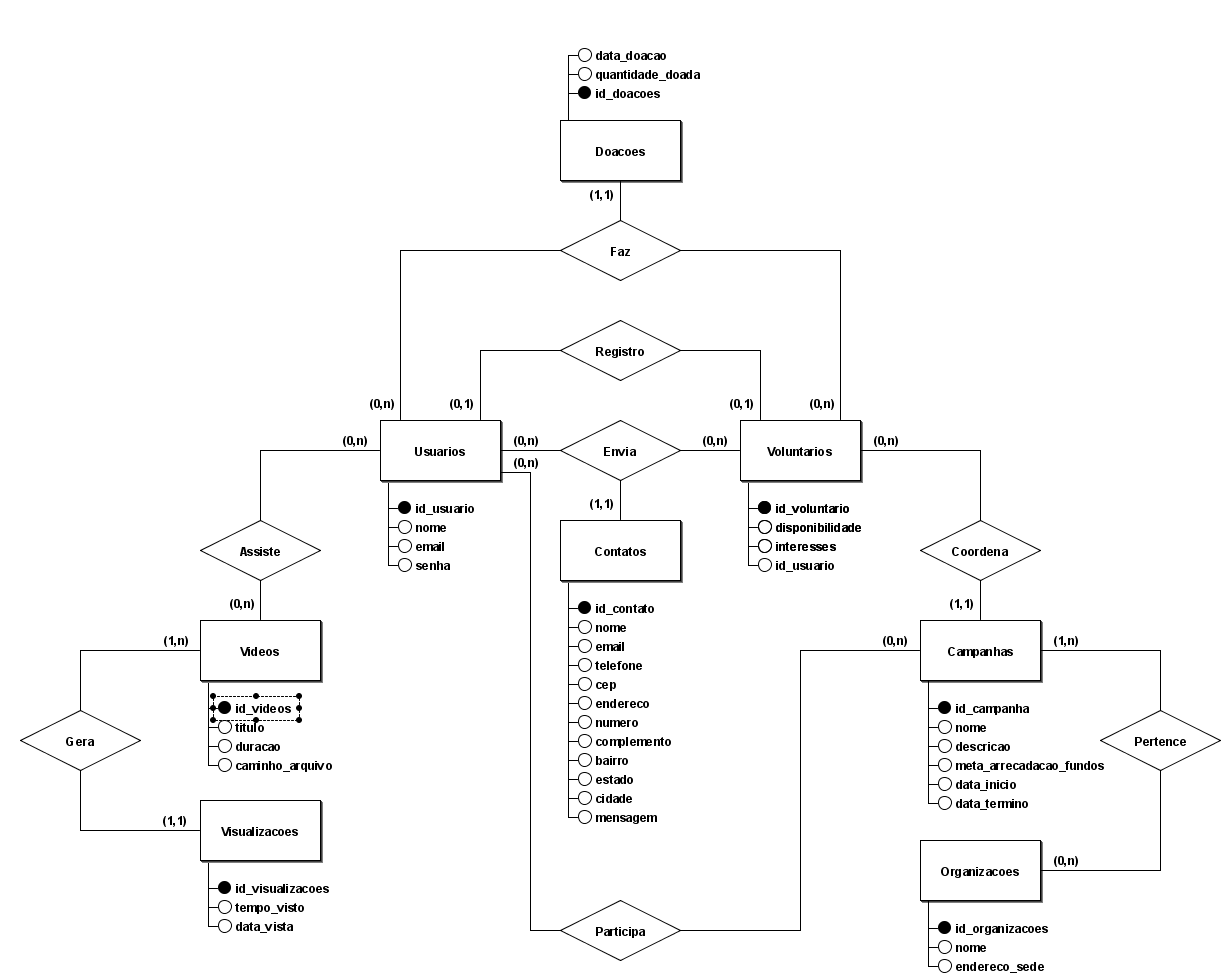 data_doacao
quantidade_doada
id_doacoes
Doacoes
(1,1)
Faz
Registro
(0,n)
(0,1)
(0,1)
(0,n)
(0,n)
Usuarios
(0,n)
Envia
(0,n)
Voluntarios
(0,n)
(0,n)
id_usuario
nome
email
senha
(1,1)
Contatos
id_voluntario
disponibilidade
interesses
id_usuario
Assiste
Coordena
(0,n)
(1,1)
id_contato
nome
email
telefone
cep
endereco
numero
complemento
bairro
estado
cidade
mensagem
(1,n)
Videos
(0,n)
Campanhas
(1,n)
id_videos
titulo
duracao
caminho_arquivo
id_campanha
nome
descricao
meta_arrecadacao_fundos
data_inicio
data_termino
Gera
Pertence
(1,1)
Visualizacoes
(0,n)
Organizacoes
id_visualizacoes
tempo_visto
data_vista
Participa
id_organizacoes
nome
endereco_sede